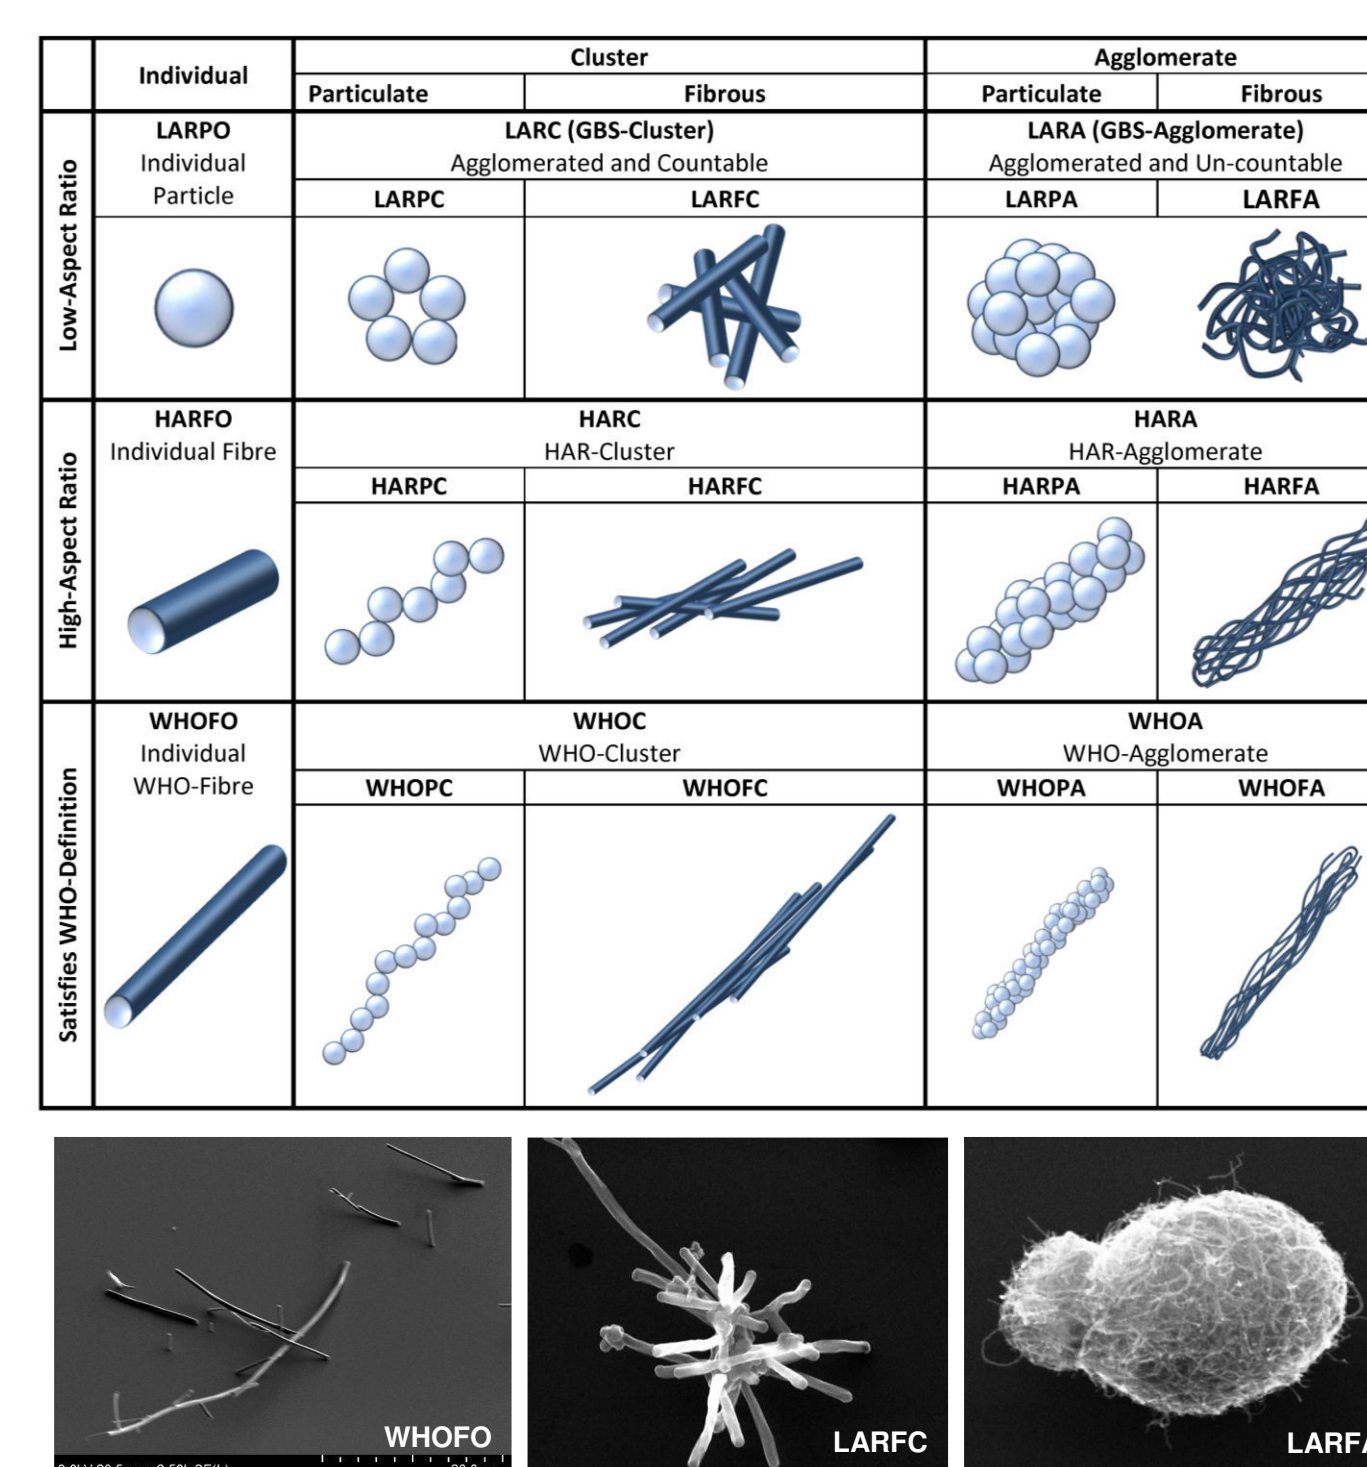 Individual
Cluster
Agglomerate
Particulate
Fibrous
Particulate
Fibrous
Low-Aspect Ratio
LARPO
Individual
Particle
LARC (GBS-Cluster)
Agglomerated and Countable
LARPC
LARFC
LARA (GBS-Agglomerate)
Agglomerated and Un-countable
LARPA
LARFA
High-Aspect Ratio
HARFO
Individual Fibre
HARC
HAR-Cluster
HARPC
HARFC
HARA
HAR-Agglomerate
HARPA
HARFA
Satisfies WHO-Definition
WHOFO
Individual
WHO-Fibre
WHOC
WHO-Cluster
WHOPC
WHOFC
WHOA
WHO-Agglomerate
WHOPA
WHOFA
WHOFO
LARFC
LARFA